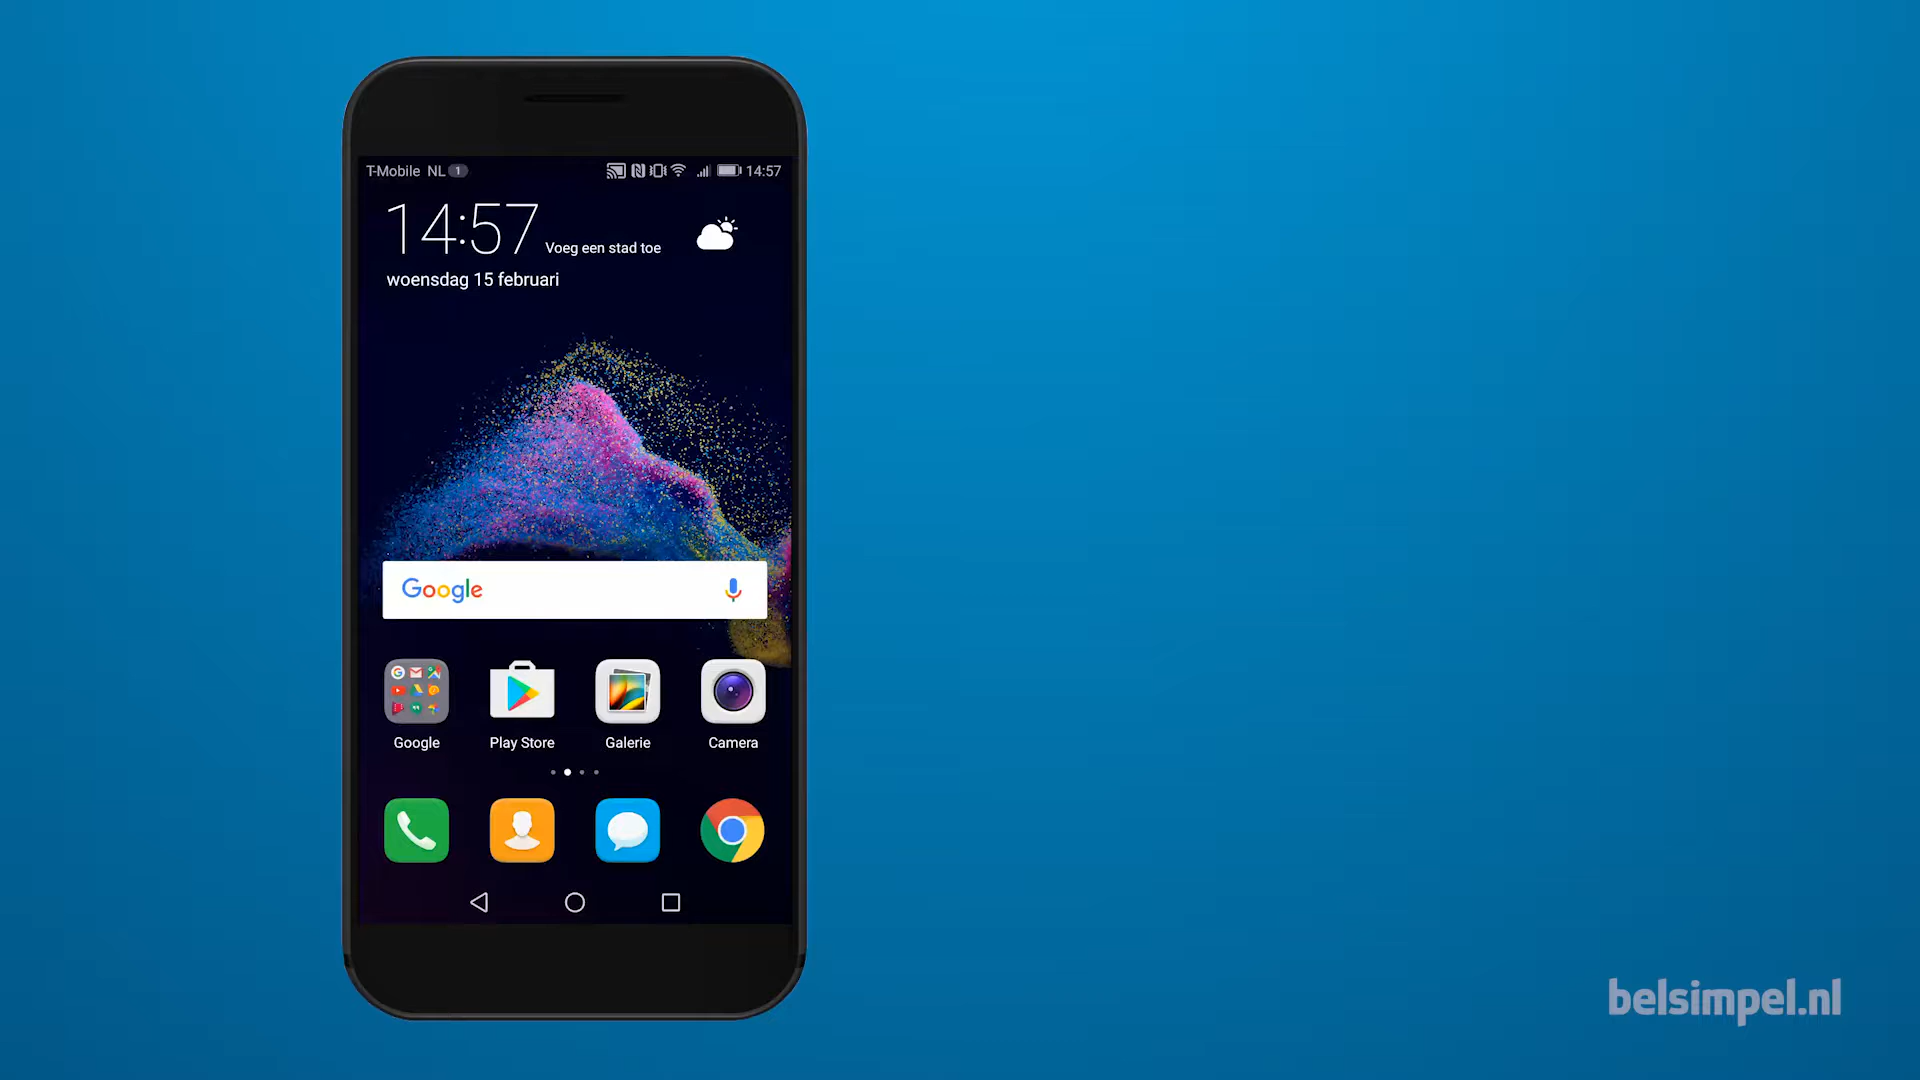 T-Mobile NL 1 14:57
14:57 Voeg een stad toe
woensdag 15 februari
Google
Google Play Store Galerie Camera
belsimpel.nl